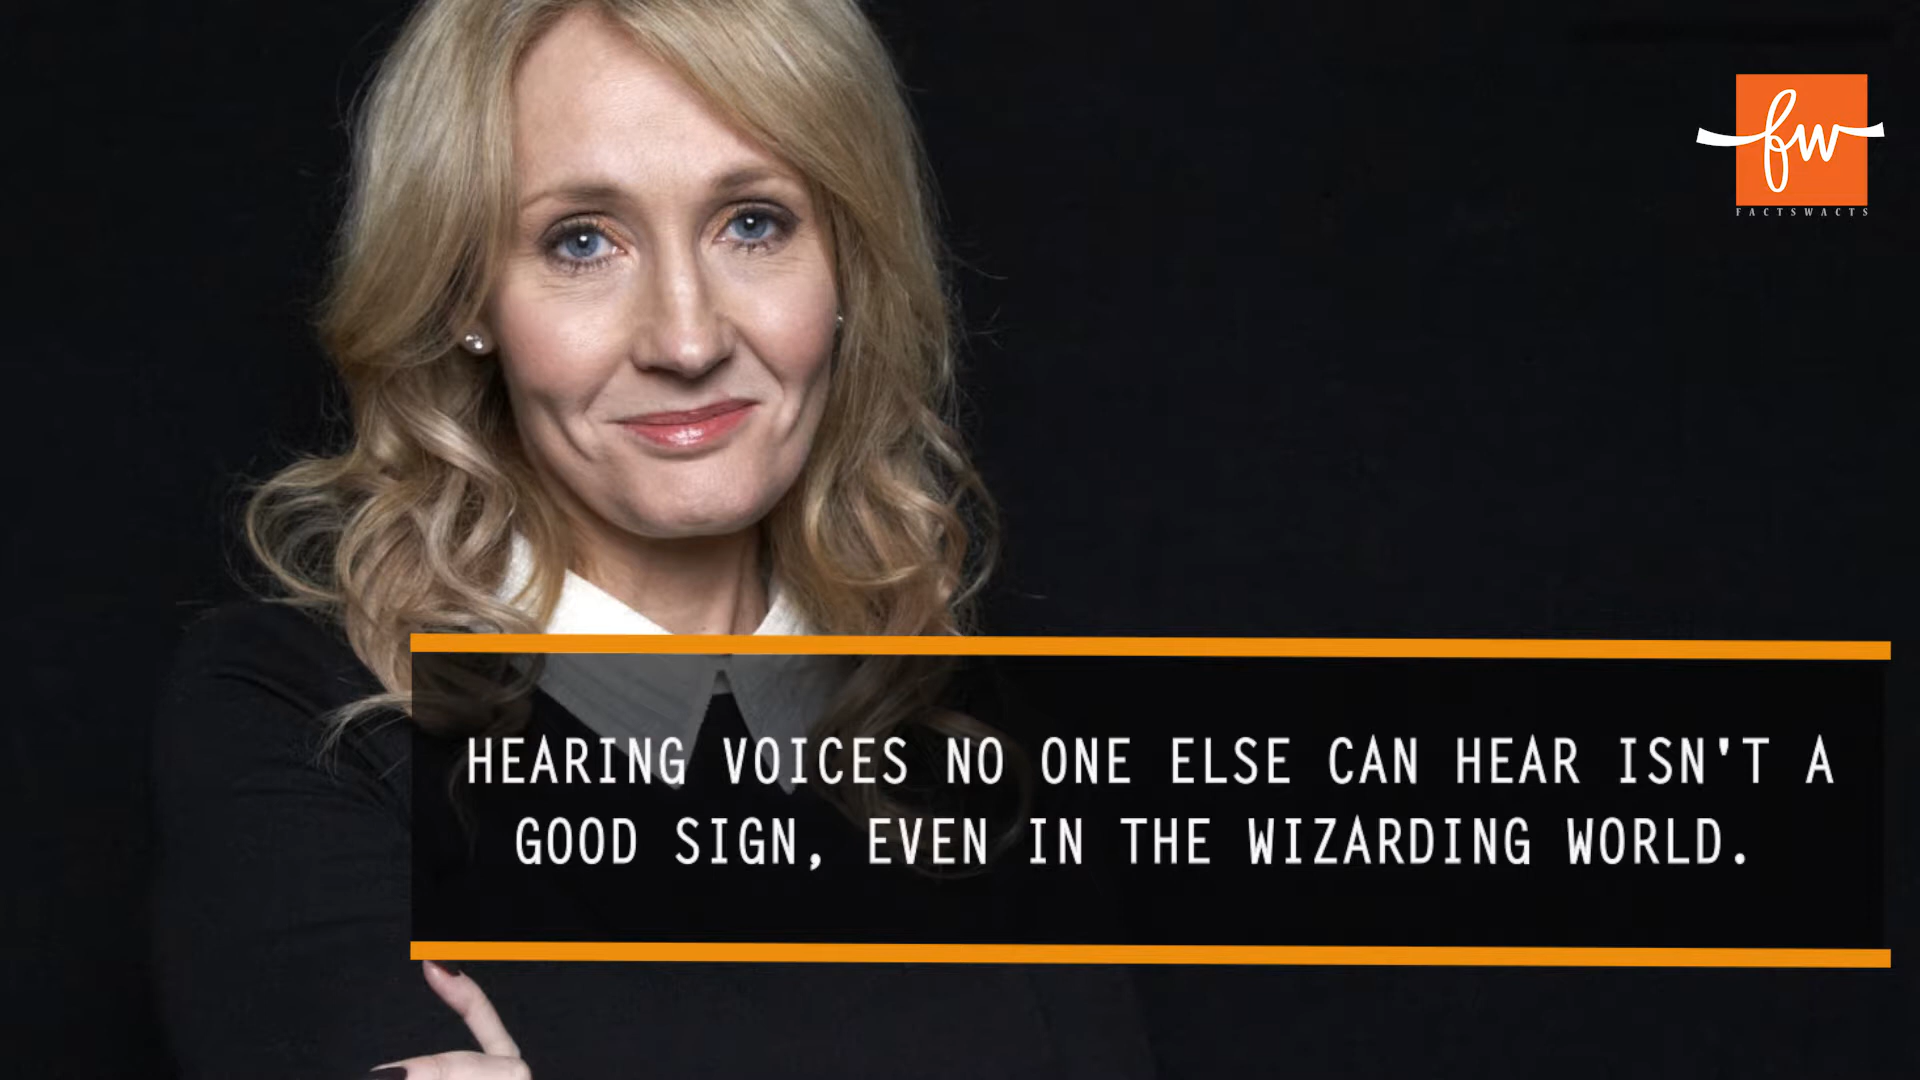 fw
FACTSWACTS
HEARING VOICES NO ONE ELSE CAN HEAR ISN'T A
GOOD SIGN, EVEN IN THE WIZARDING WORLD.